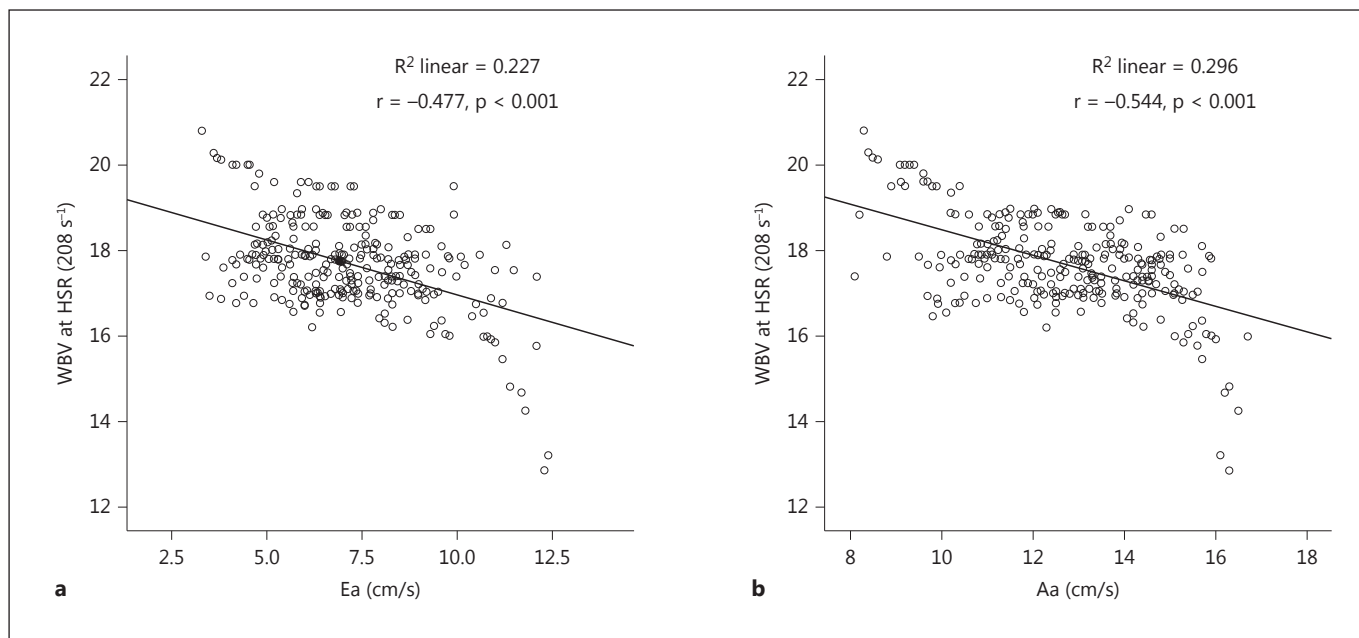 R² linear = 0.227
r = –0.477, p < 0.001
WBV at HSR (208 s⁻¹)
22
20
18
16
14
12
2.5 5.0 7.5 10.0 12.5
Ea (cm/s)
a
R² linear = 0.296
r = –0.544, p < 0.001
WBV at HSR (208 s⁻¹)
22
20
18
16
14
12
8 10 12 14 16 18
Aa (cm/s)
b